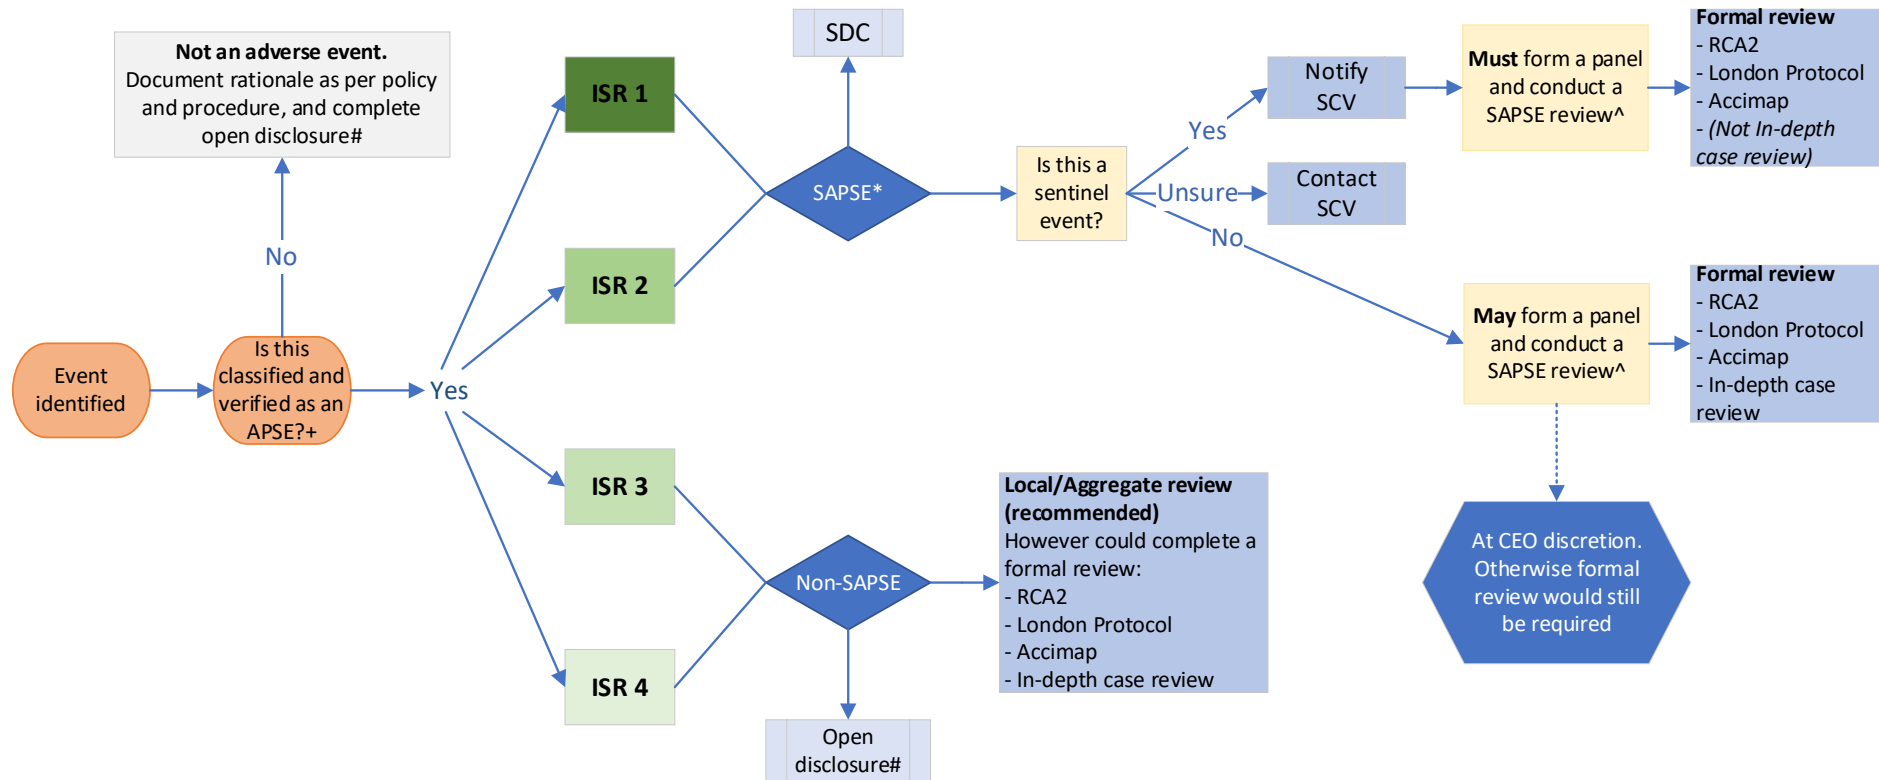 Event
identified
Is this
classified and
verified as an
APSE?+
No
Not an adverse event.
Document rationale as per policy
and procedure, and complete
open disclosure#
Yes
ISR 1
ISR 2
ISR 3
ISR 4
SAPSE*
SDC
Is this a
sentinel
event?
Yes
Notify
SCV
Must form a panel
and conduct a
SAPSE review^
Formal review
- RCA2
- London Protocol
- Accimap
- (Not In-depth
case review)
Unsure
Contact
SCV
No
May form a panel
and conduct a
SAPSE review^
Formal review
- RCA2
- London Protocol
- Accimap
- In-depth case
review
At CEO discretion.
Otherwise formal
review would still
be required
Non-SAPSE
Local/Aggregate review
(recommended)
However could complete a
formal review:
- RCA2
- London Protocol
- Accimap
- In-depth case review
Open
disclosure#